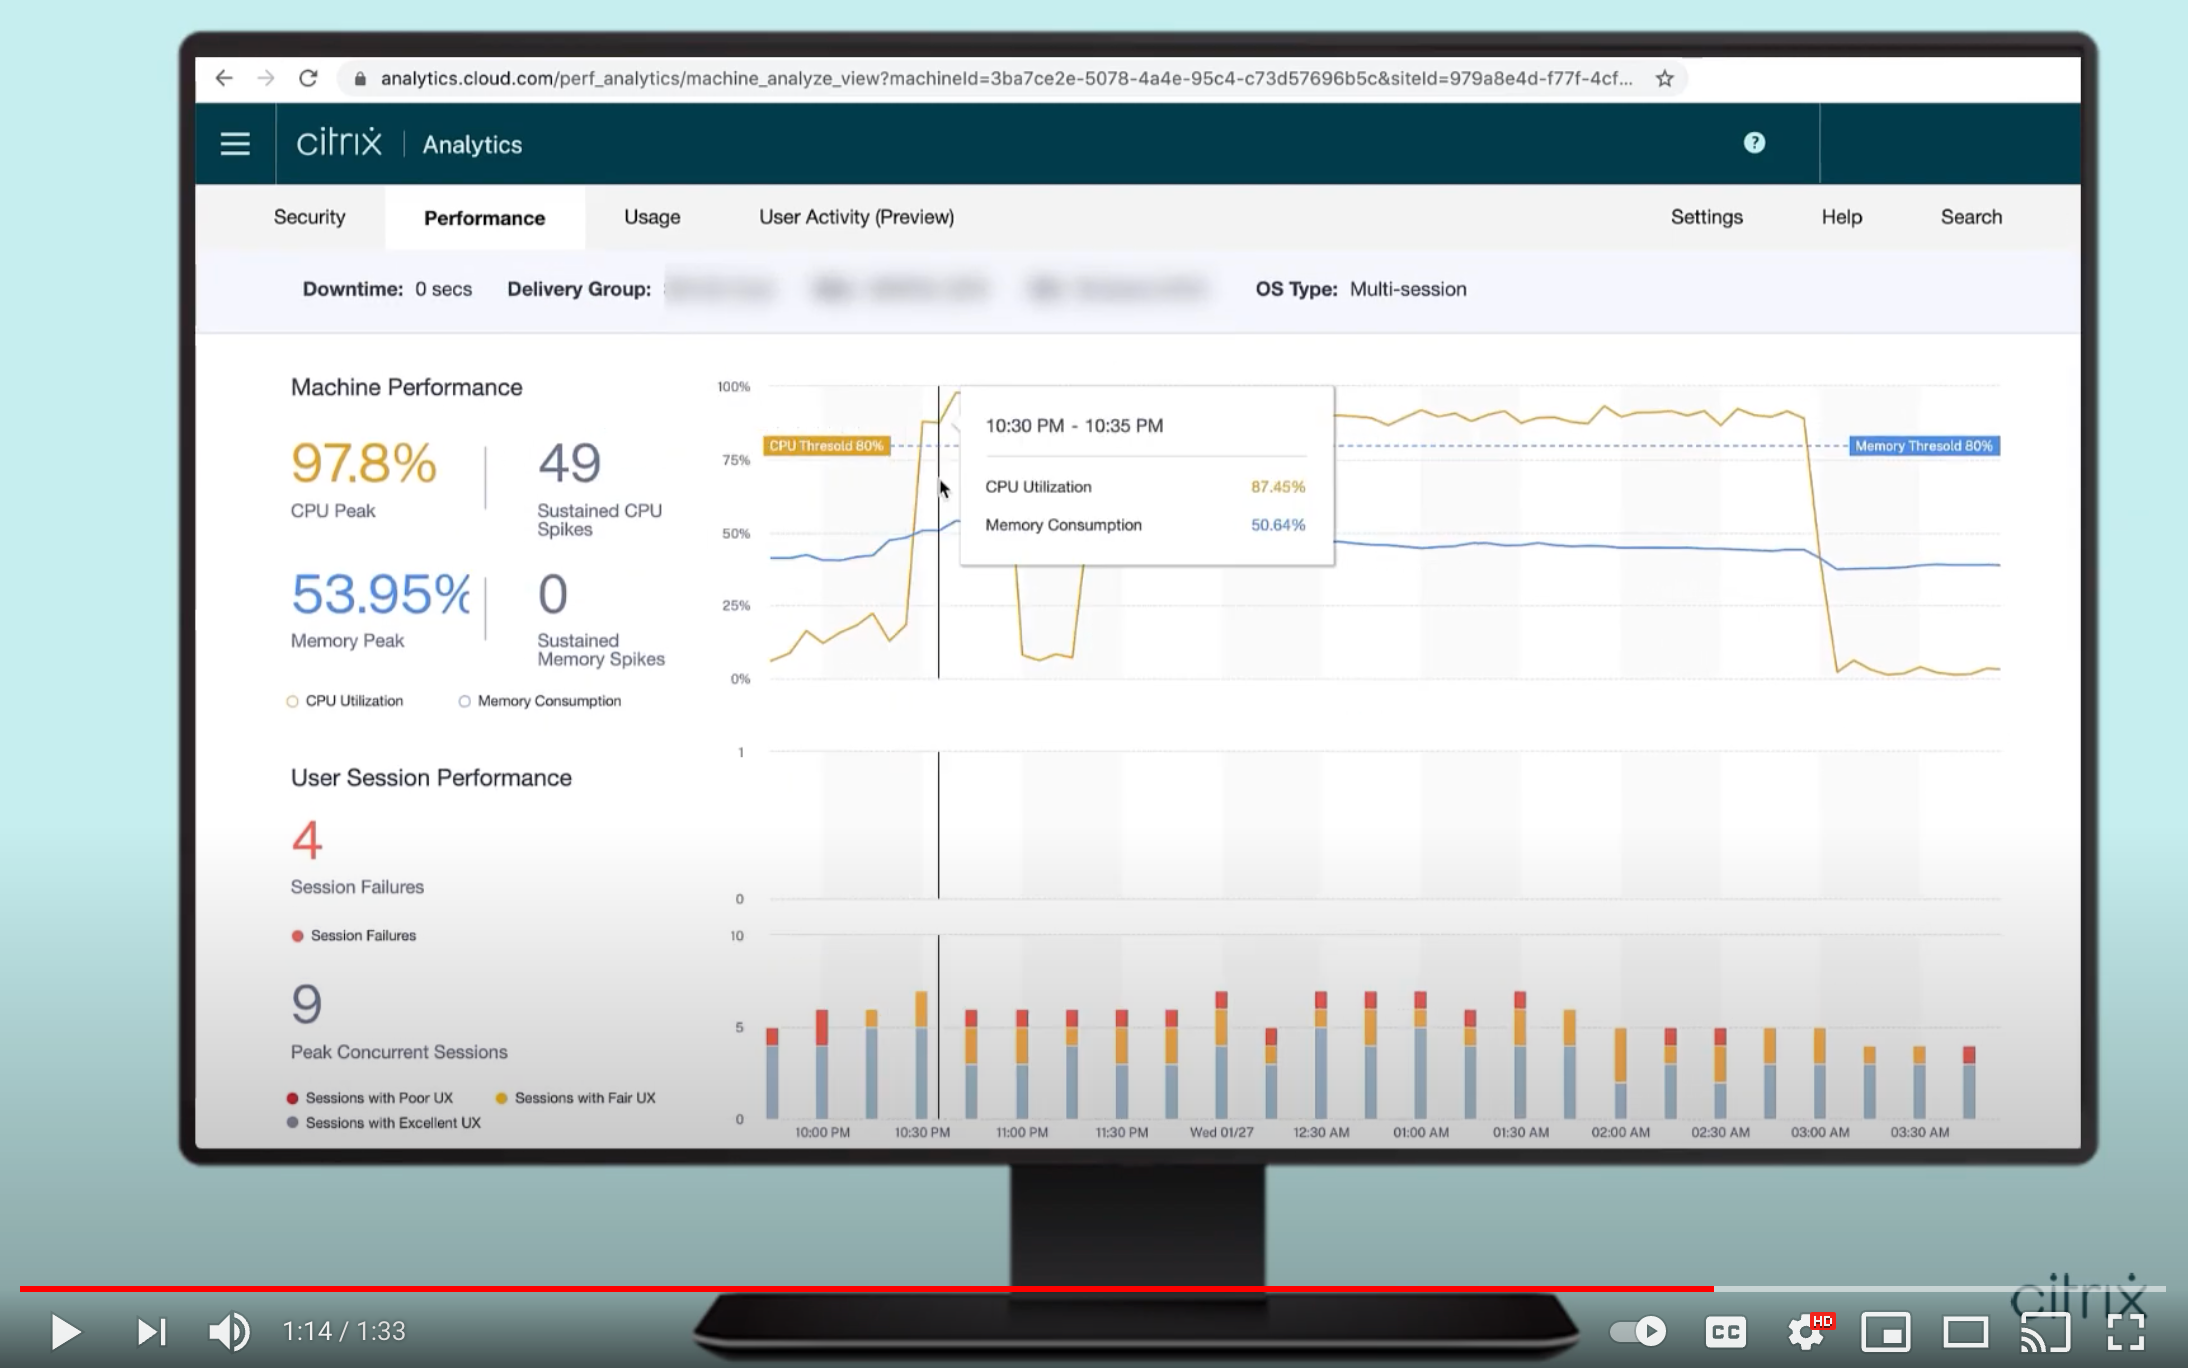 analytics.cloud.com/perf_analytics/machine_analyze_view?machineId=3ba7ce2e-5078-4a4e-95c4-c73d57696b5c&siteId=979a8e4d-f77f-4cf...
citrix | Analytics ?
Security Performance Usage User Activity (Preview) Settings Help Search
Downtime: 0 secs Delivery Group: OS Type: Multi-session
Machine Performance
97.8%
CPU Peak
49
Sustained CPU
Spikes
53.95%
Memory Peak
0
Sustained
Memory Spikes
CPU Utilization Memory Consumption
100%
75%
50%
25%
0%
CPU Thresold 80%
Memory Thresold 80%
10:30 PM - 10:35 PM
CPU Utilization 87.45%
Memory Consumption 50.64%
User Session Performance
4
Session Failures
Session Failures
1
0
9
Peak Concurrent Sessions
Sessions with Poor UX Sessions with Fair UX
Sessions with Excellent UX
10
5
0
10:00 PM 10:30 PM 11:00 PM 11:30 PM Wed 01/27 12:30 AM 01:00 AM 01:30 AM 02:00 AM 02:30 AM 03:00 AM 03:30 AM
citrix
1:14 / 1:33
CC
HD